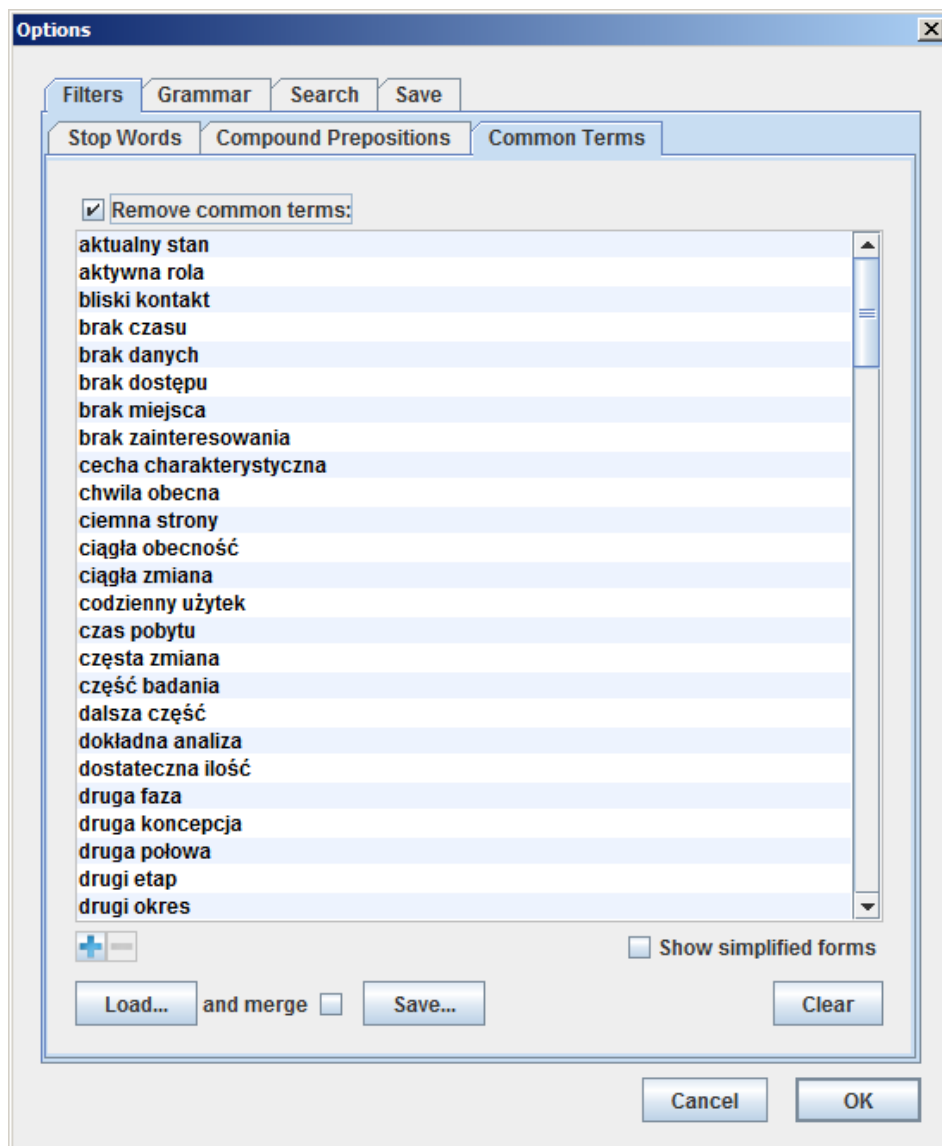 Options
Filters Grammar Search Save
Stop Words Compound Prepositions Common Terms
Remove common terms:
aktualny stan
aktywna rola
bliski kontakt
brak czasu
brak danych
brak dostępu
brak miejsca
brak zainteresowania
cecha charakterystyczna
chwila obecna
ciemna strony
ciągła obecność
ciągła zmiana
codzienny użytek
czas pobytu
częsta zmiana
część badania
dalsza część
dokładna analiza
dostateczna ilość
druga faza
druga koncepcja
druga połowa
drugi etap
drugi okres
Show simplified forms
Load... and merge Save... Clear
Cancel OK